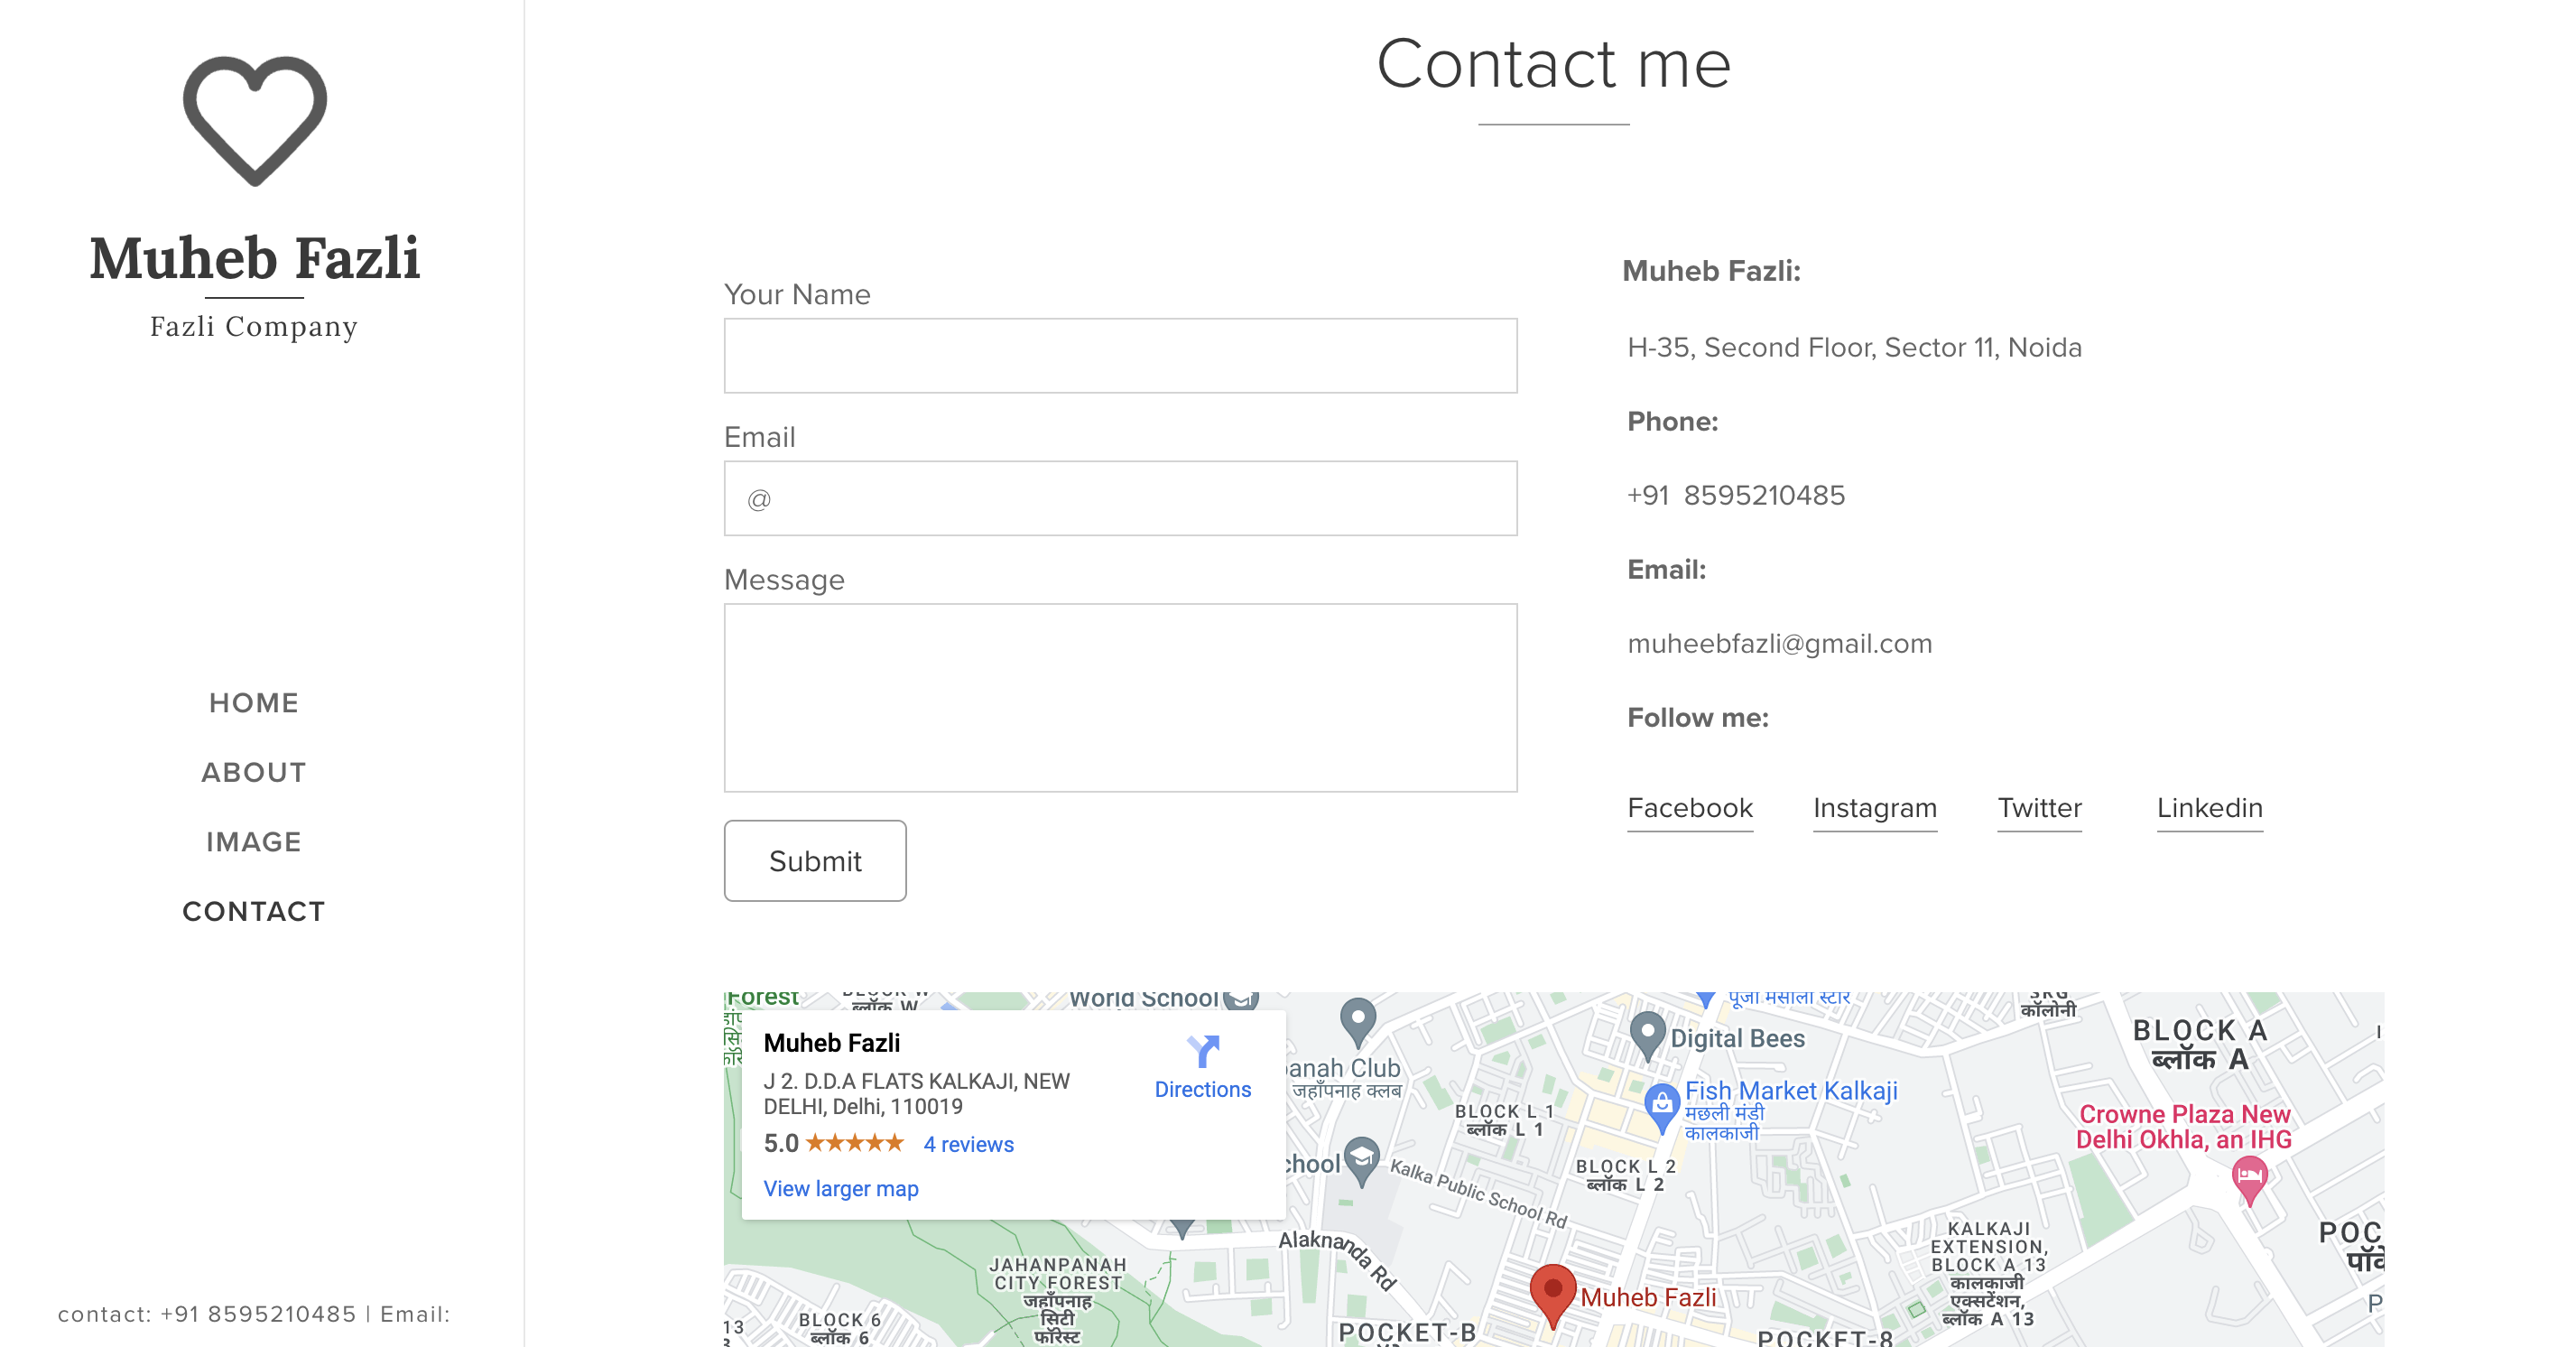 Muheb Fazli
Fazli Company
HOME
ABOUT
IMAGE
CONTACT
contact: +91 8595210485 | Email:
Contact me
Your Name
Email
@
Message
Submit
Muheb Fazli:
H-35, Second Floor, Sector 11, Noida
Phone:
+91 8595210485
Email:
muheebfazli@gmail.com
Follow me:
Facebook Instagram Twitter Linkedin
Forest
ब्लॉक W
World School
Muheb Fazli
J 2. D.D.A FLATS KALKAJI, NEW
DELHI, Delhi, 110019
5.0 4 reviews
View larger map
Directions
anah Club
जहाँपनाह क्लब
chool
Kalka Public School Rd
BLOCK L 1
ब्लॉक L 1
BLOCK L 2
ब्लॉक L 2
पूजा मसाला स्टोर
Digital Bees
Fish Market Kalkaji
मछली मंडी
कालकाजी
कॉलोनी
BLOCK A
ब्लॉक A
Crowne Plaza New
Delhi Okhla, an IHG
KALKAJI
EXTENSION,
BLOCK A 13
कालकाजी
एक्सटेंशन,
ब्लॉक A 13
POC
Alaknanda Rd
JAHANPANAH
CITY FOREST
जहाँपनाह
सिटी
फॉरेस्ट
BLOCK 6
ब्लॉक 6
13
Muheb Fazli
POCKET-B
POCKET-8
P